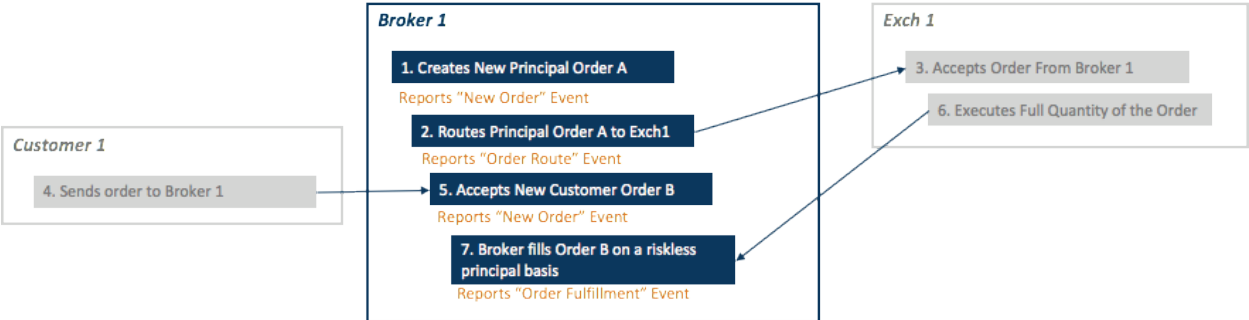 Broker 1
1. Creates New Principal Order A
Reports "New Order" Event
2. Routes Principal Order A to Exch1
Reports "Order Route" Event
Customer 1
4. Sends order to Broker 1
5. Accepts New Customer Order B
Reports "New Order" Event
7. Broker fills Order B on a riskless
principal basis
Reports "Order Fulfillment" Event
Exch 1
3. Accepts Order From Broker 1
6. Executes Full Quantity of the Order